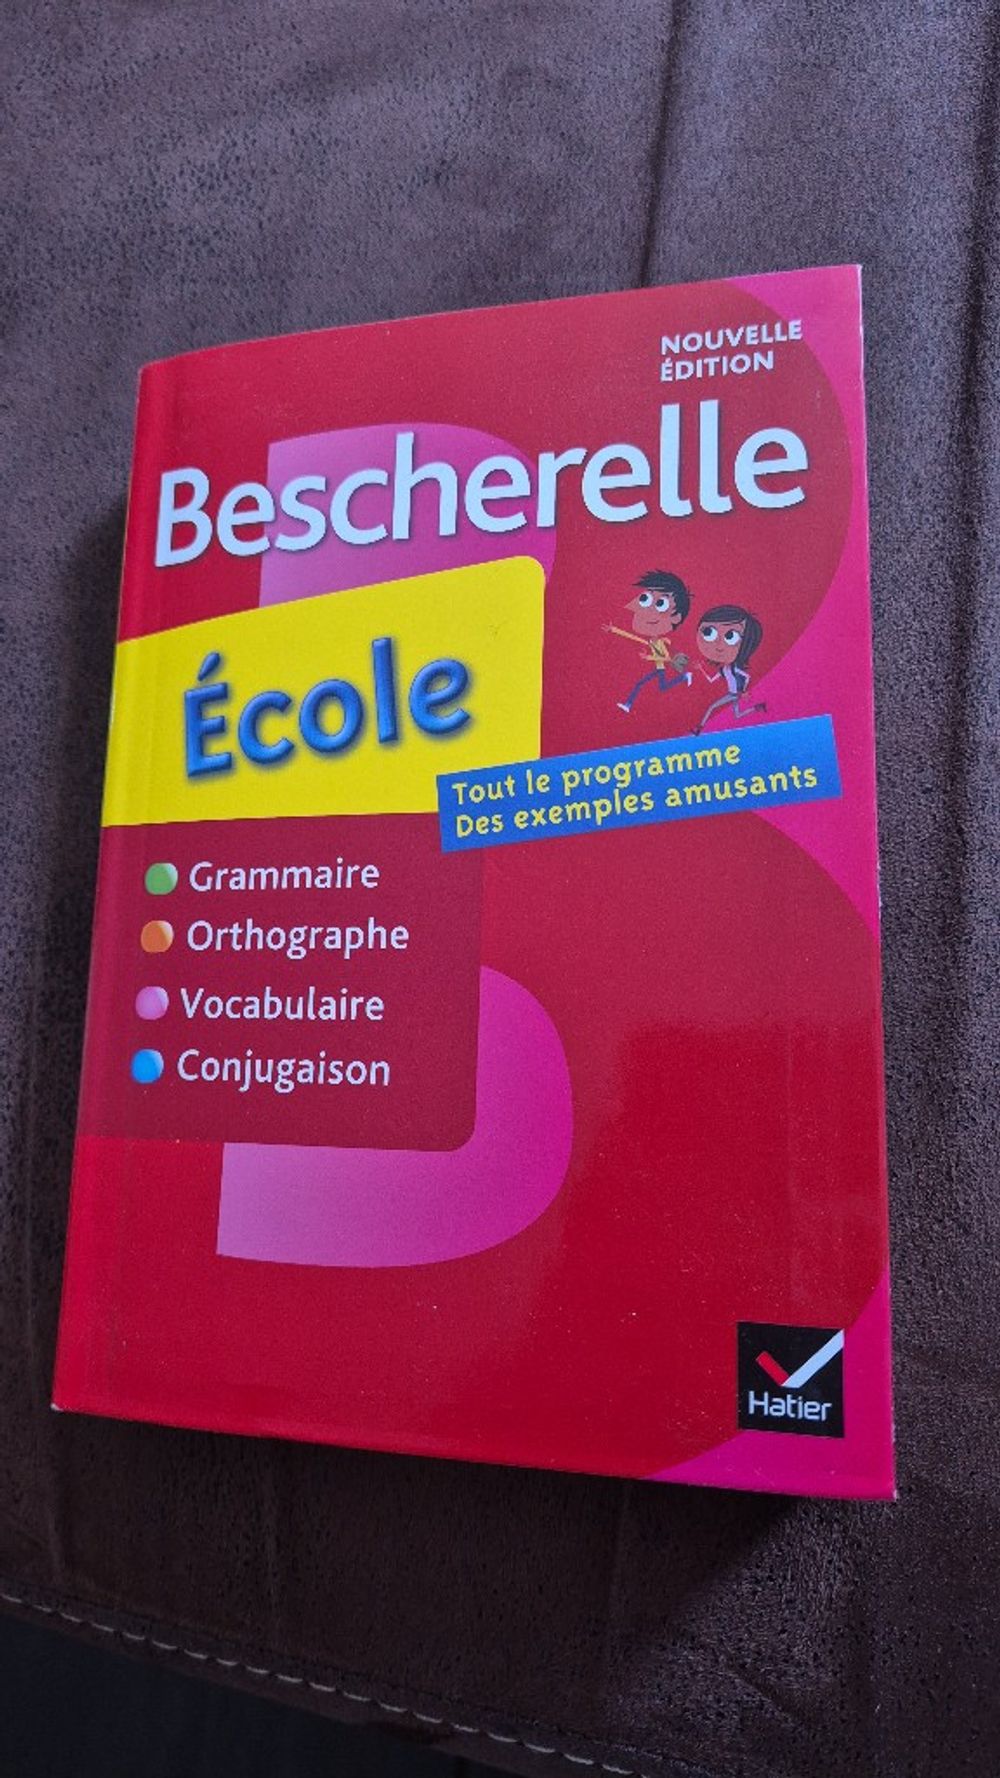 NOUVELLE
ÉDITION
Bescherelle
École
Tout le programme
Des exemples amusants
Grammaire
Orthographe
Vocabulaire
Conjugaison
Hatier